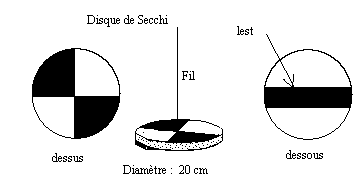 Disque de Secchi
lest
Fil
dessus
dessous
Diamètre : 20 cm